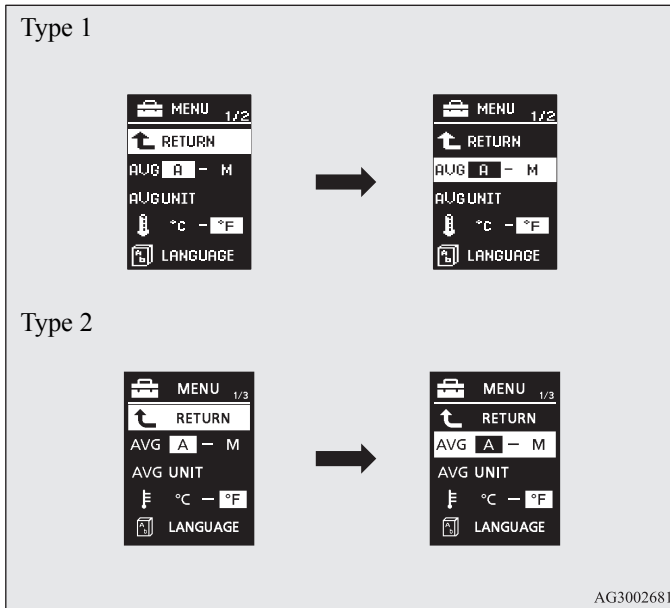 Type 1
MENU 1/2
RETURN
AVG A - M
AVG UNIT
°C - °F
LANGUAGE
MENU 1/2
RETURN
AVG A - M
AVG UNIT
°C - °F
LANGUAGE
Type 2
MENU 1/3
RETURN
AVG A - M
AVG UNIT
°C - °F
LANGUAGE
MENU 1/3
RETURN
AVG A - M
AVG UNIT
°C - °F
LANGUAGE
AG3002681